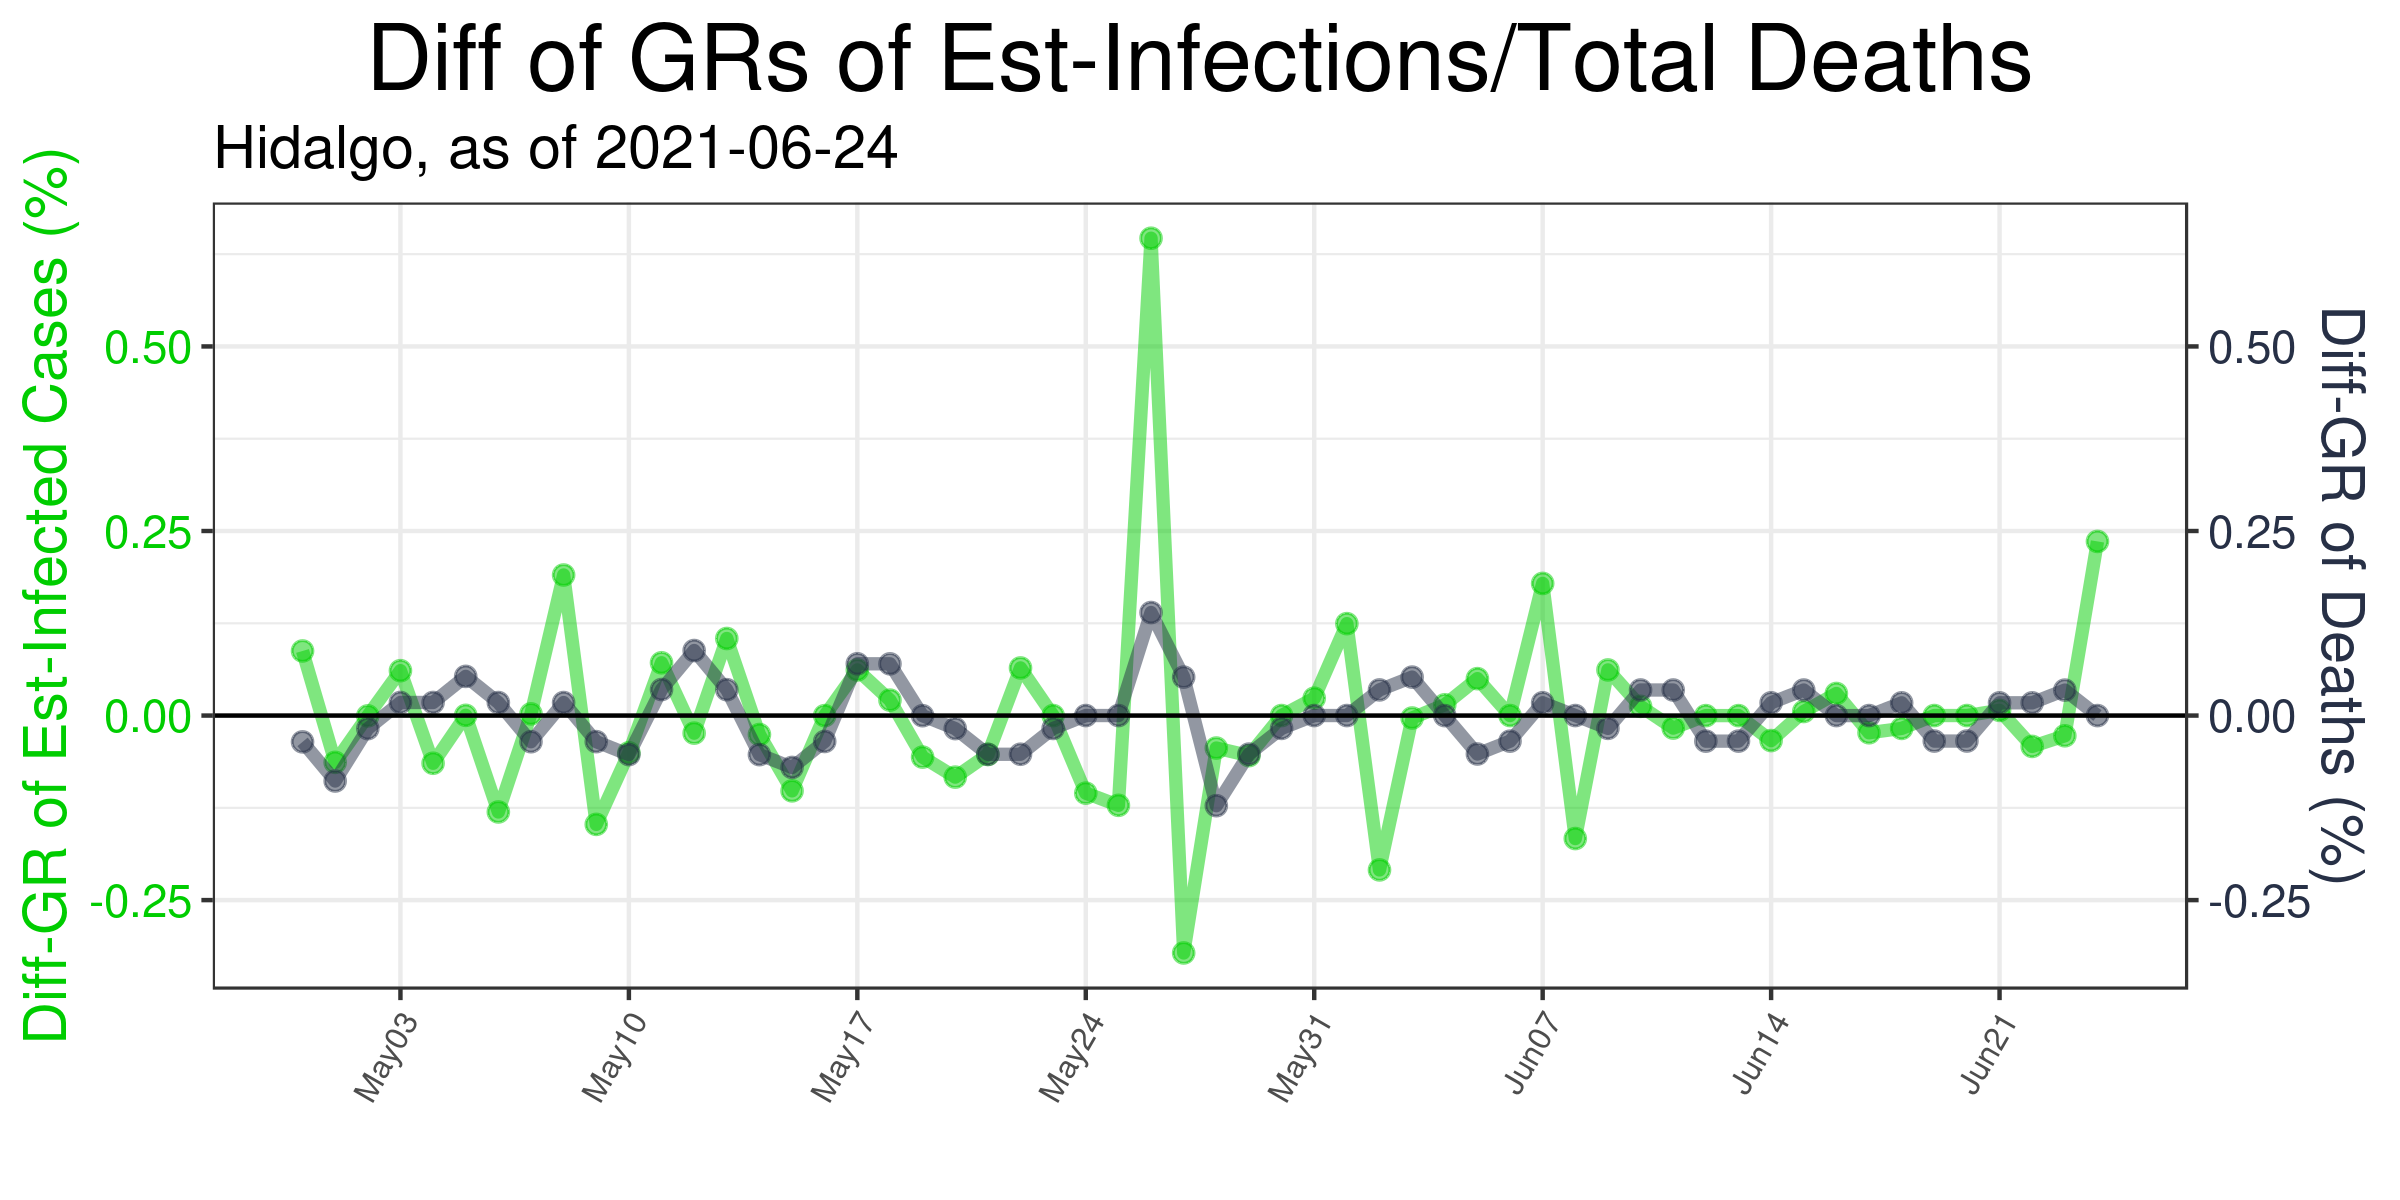 Diff of GRs of Est-Infections/Total Deaths
Hidalgo, as of 2021-06-24
Diff-GR of Est-Infected Cases (%)
0.50
0.25
0.00
-0.25
0.50
0.25
0.00
-0.25
Diff-GR of Deaths (%)
May03
May10
May17
May24
May31
Jun07
Jun14
Jun21